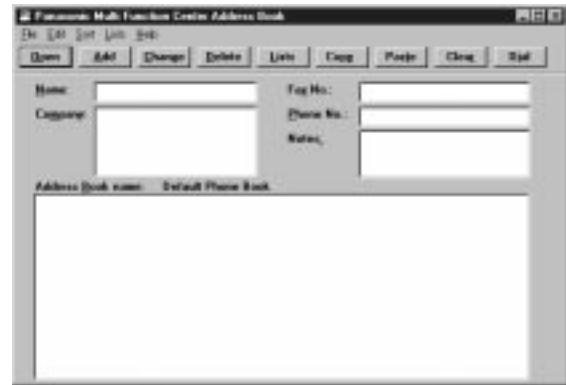 Panasonic Multi Function Center Address Book
File Edit Sort Lists Help
Open Add Change Delete Lists Copy Paste Clear Dial
Name: Fax No.:
Company: Phone No.:
Notes:
Address Book name: Default Phone Book